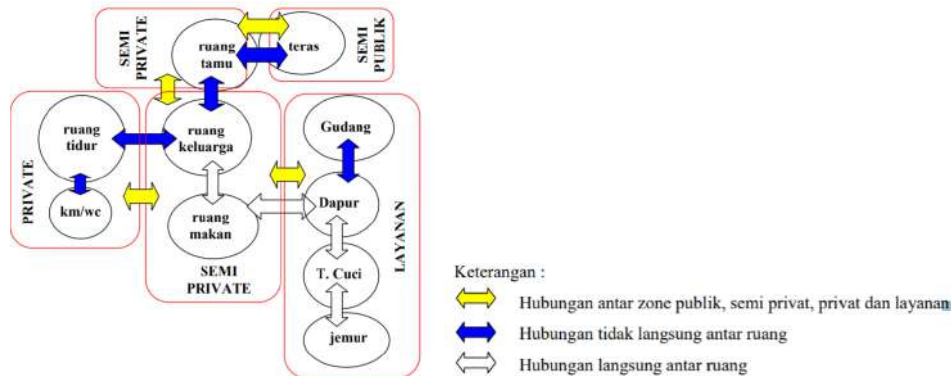 SEMI
PRIVATE
ruang
tamu
teras
SEMI
PUBLIK
PRIVATE
ruang
tidur
km/wc
ruang
keluarga
ruang
makan
SEMI
PRIVATE
Gudang
Dapur
T. Cuci
jemur
LAYANAN
Keterangan :
Hubungan antar zone publik, semi privat, privat dan layanan
Hubungan tidak langsung antar ruang
Hubungan langsung antar ruang